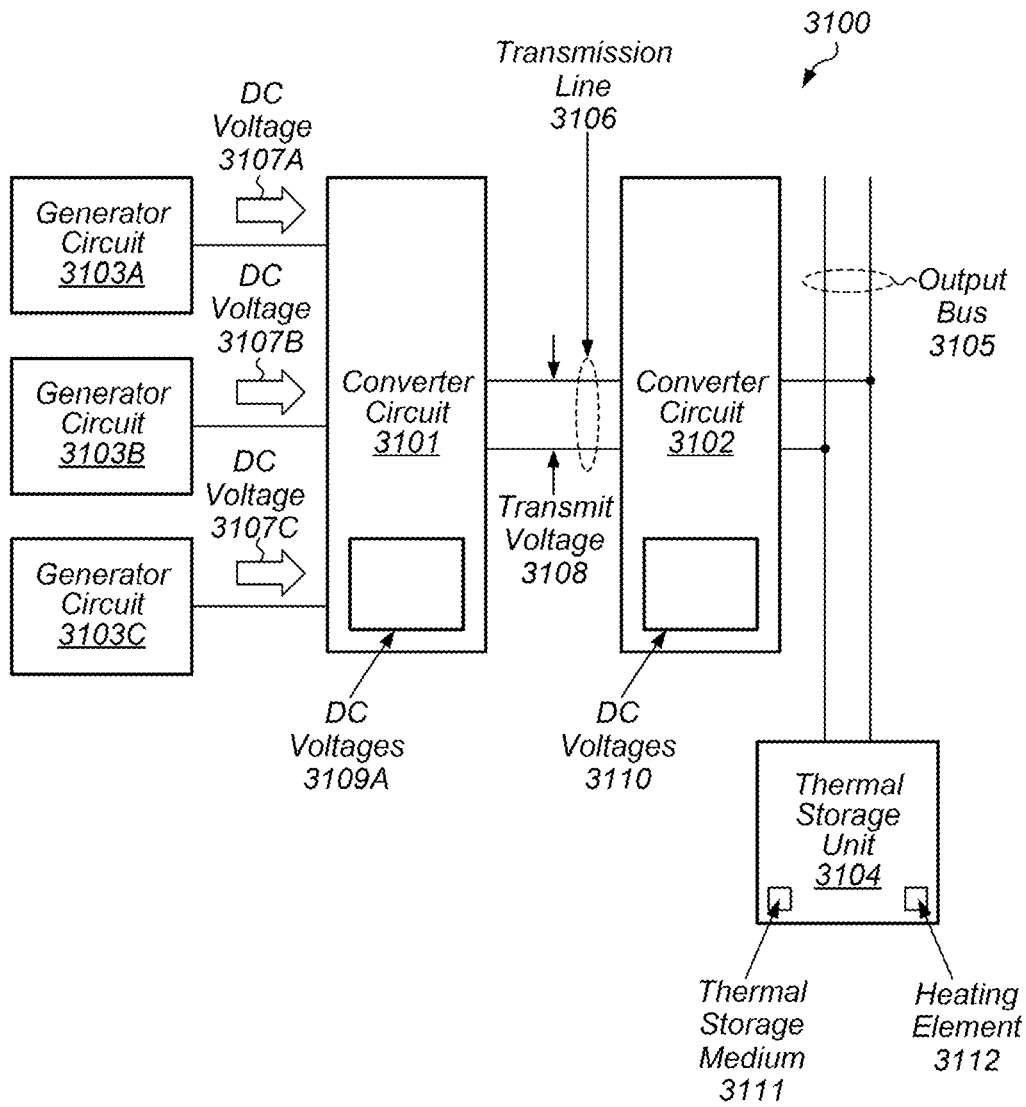 3100
Transmission
Line
3106
DC
Voltage
3107A
Generator
Circuit
3103A
DC
Voltage
3107B
Output
Bus
3105
Generator
Circuit
3103B
Converter
Circuit
3101
Converter
Circuit
3102
DC
Voltage
3107C
Transmit
Voltage
3108
Generator
Circuit
3103C
DC
Voltages
3109A
DC
Voltages
3110
Thermal
Storage
Unit
3104
Thermal
Storage
Medium
3111
Heating
Element
3112